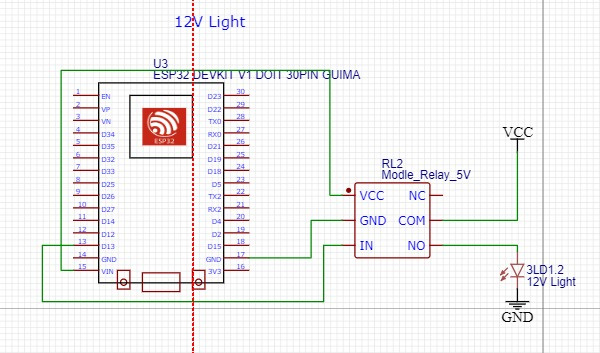 12V Light
U3
ESP32 DEVKIT V1 DOIT 30PIN GUIMA
1 EN D23 30
2 VP D22 29
3 VN TX0 28
4 D34 RX0 27
5 D35 D21 26
6 D32 D19 25
7 D33 D18 24
8 D25 D5 23
9 D26 TX2 22
10 D27 RX2 21
11 D14 D4 20
12 D12 D2 19
13 D13 D15 18
14 GND GND 17
15 VIN 3V3 16
ESP32
RL2
Modle_Relay_5V
VCC NC
GND COM
IN NO
VCC
3LD1.2
12V Light
GND